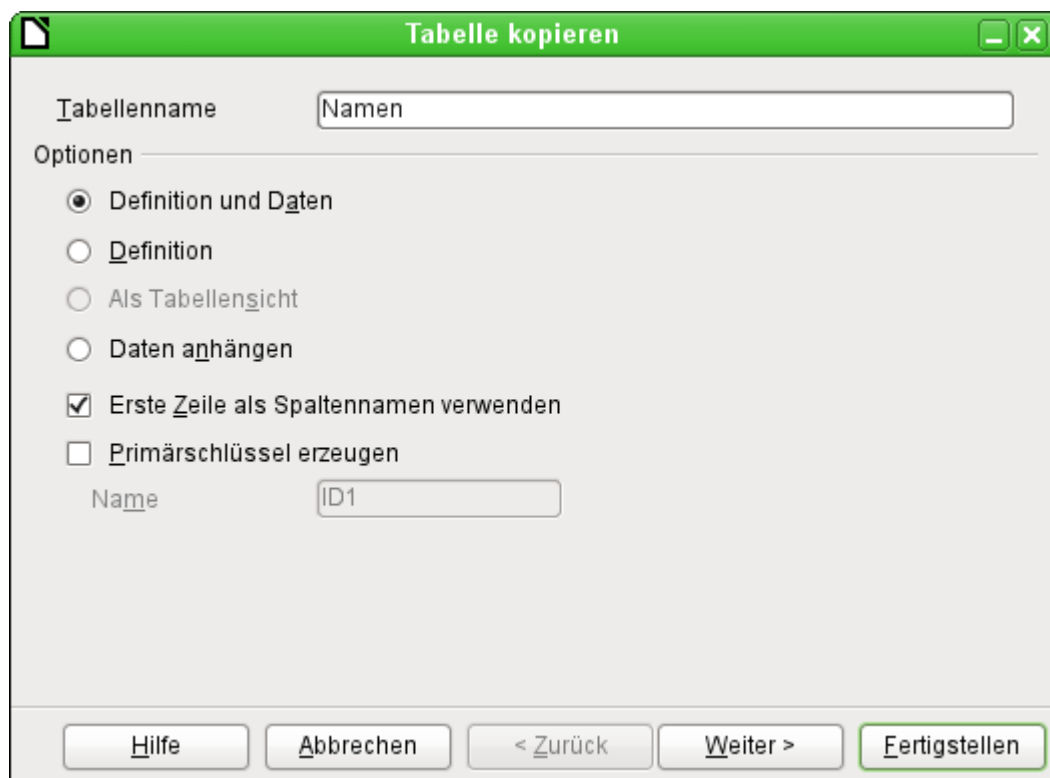 Tabelle kopieren
Tabellenname Namen
Optionen
Definition und Daten
Definition
Als Tabellensicht
Daten anhängen
Erste Zeile als Spaltennamen verwenden
Primärschlüssel erzeugen
Name ID1
Hilfe Abbrechen < Zurück Weiter > Fertigstellen